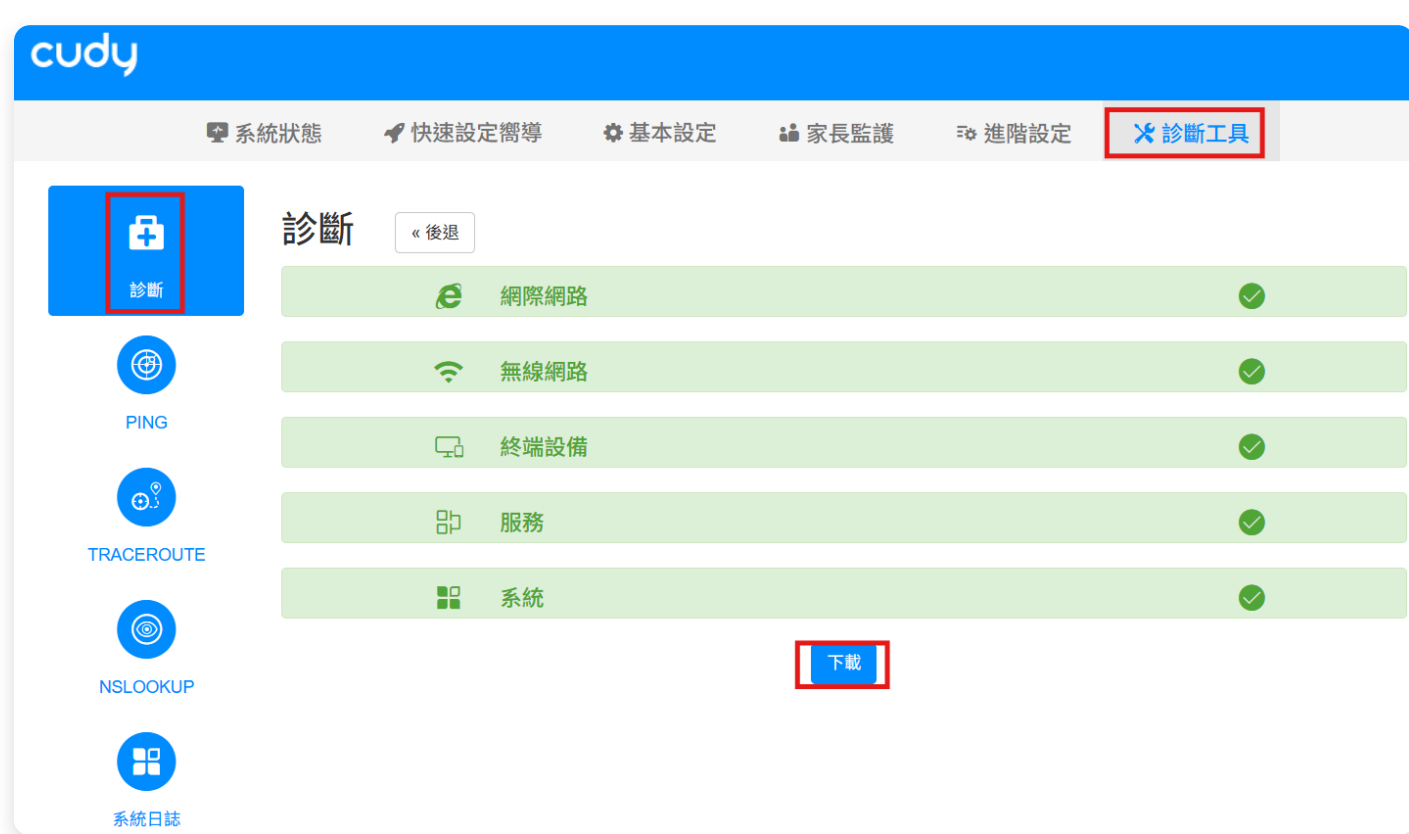 cudy
系統狀態 快速設定嚮導 基本設定 家長監護 進階設定 診斷工具
診斷 « 後退
診斷
網際網路
無線網路
PING
終端設備
服務
TRACEROUTE
系統
下載
NSLOOKUP
系統日誌